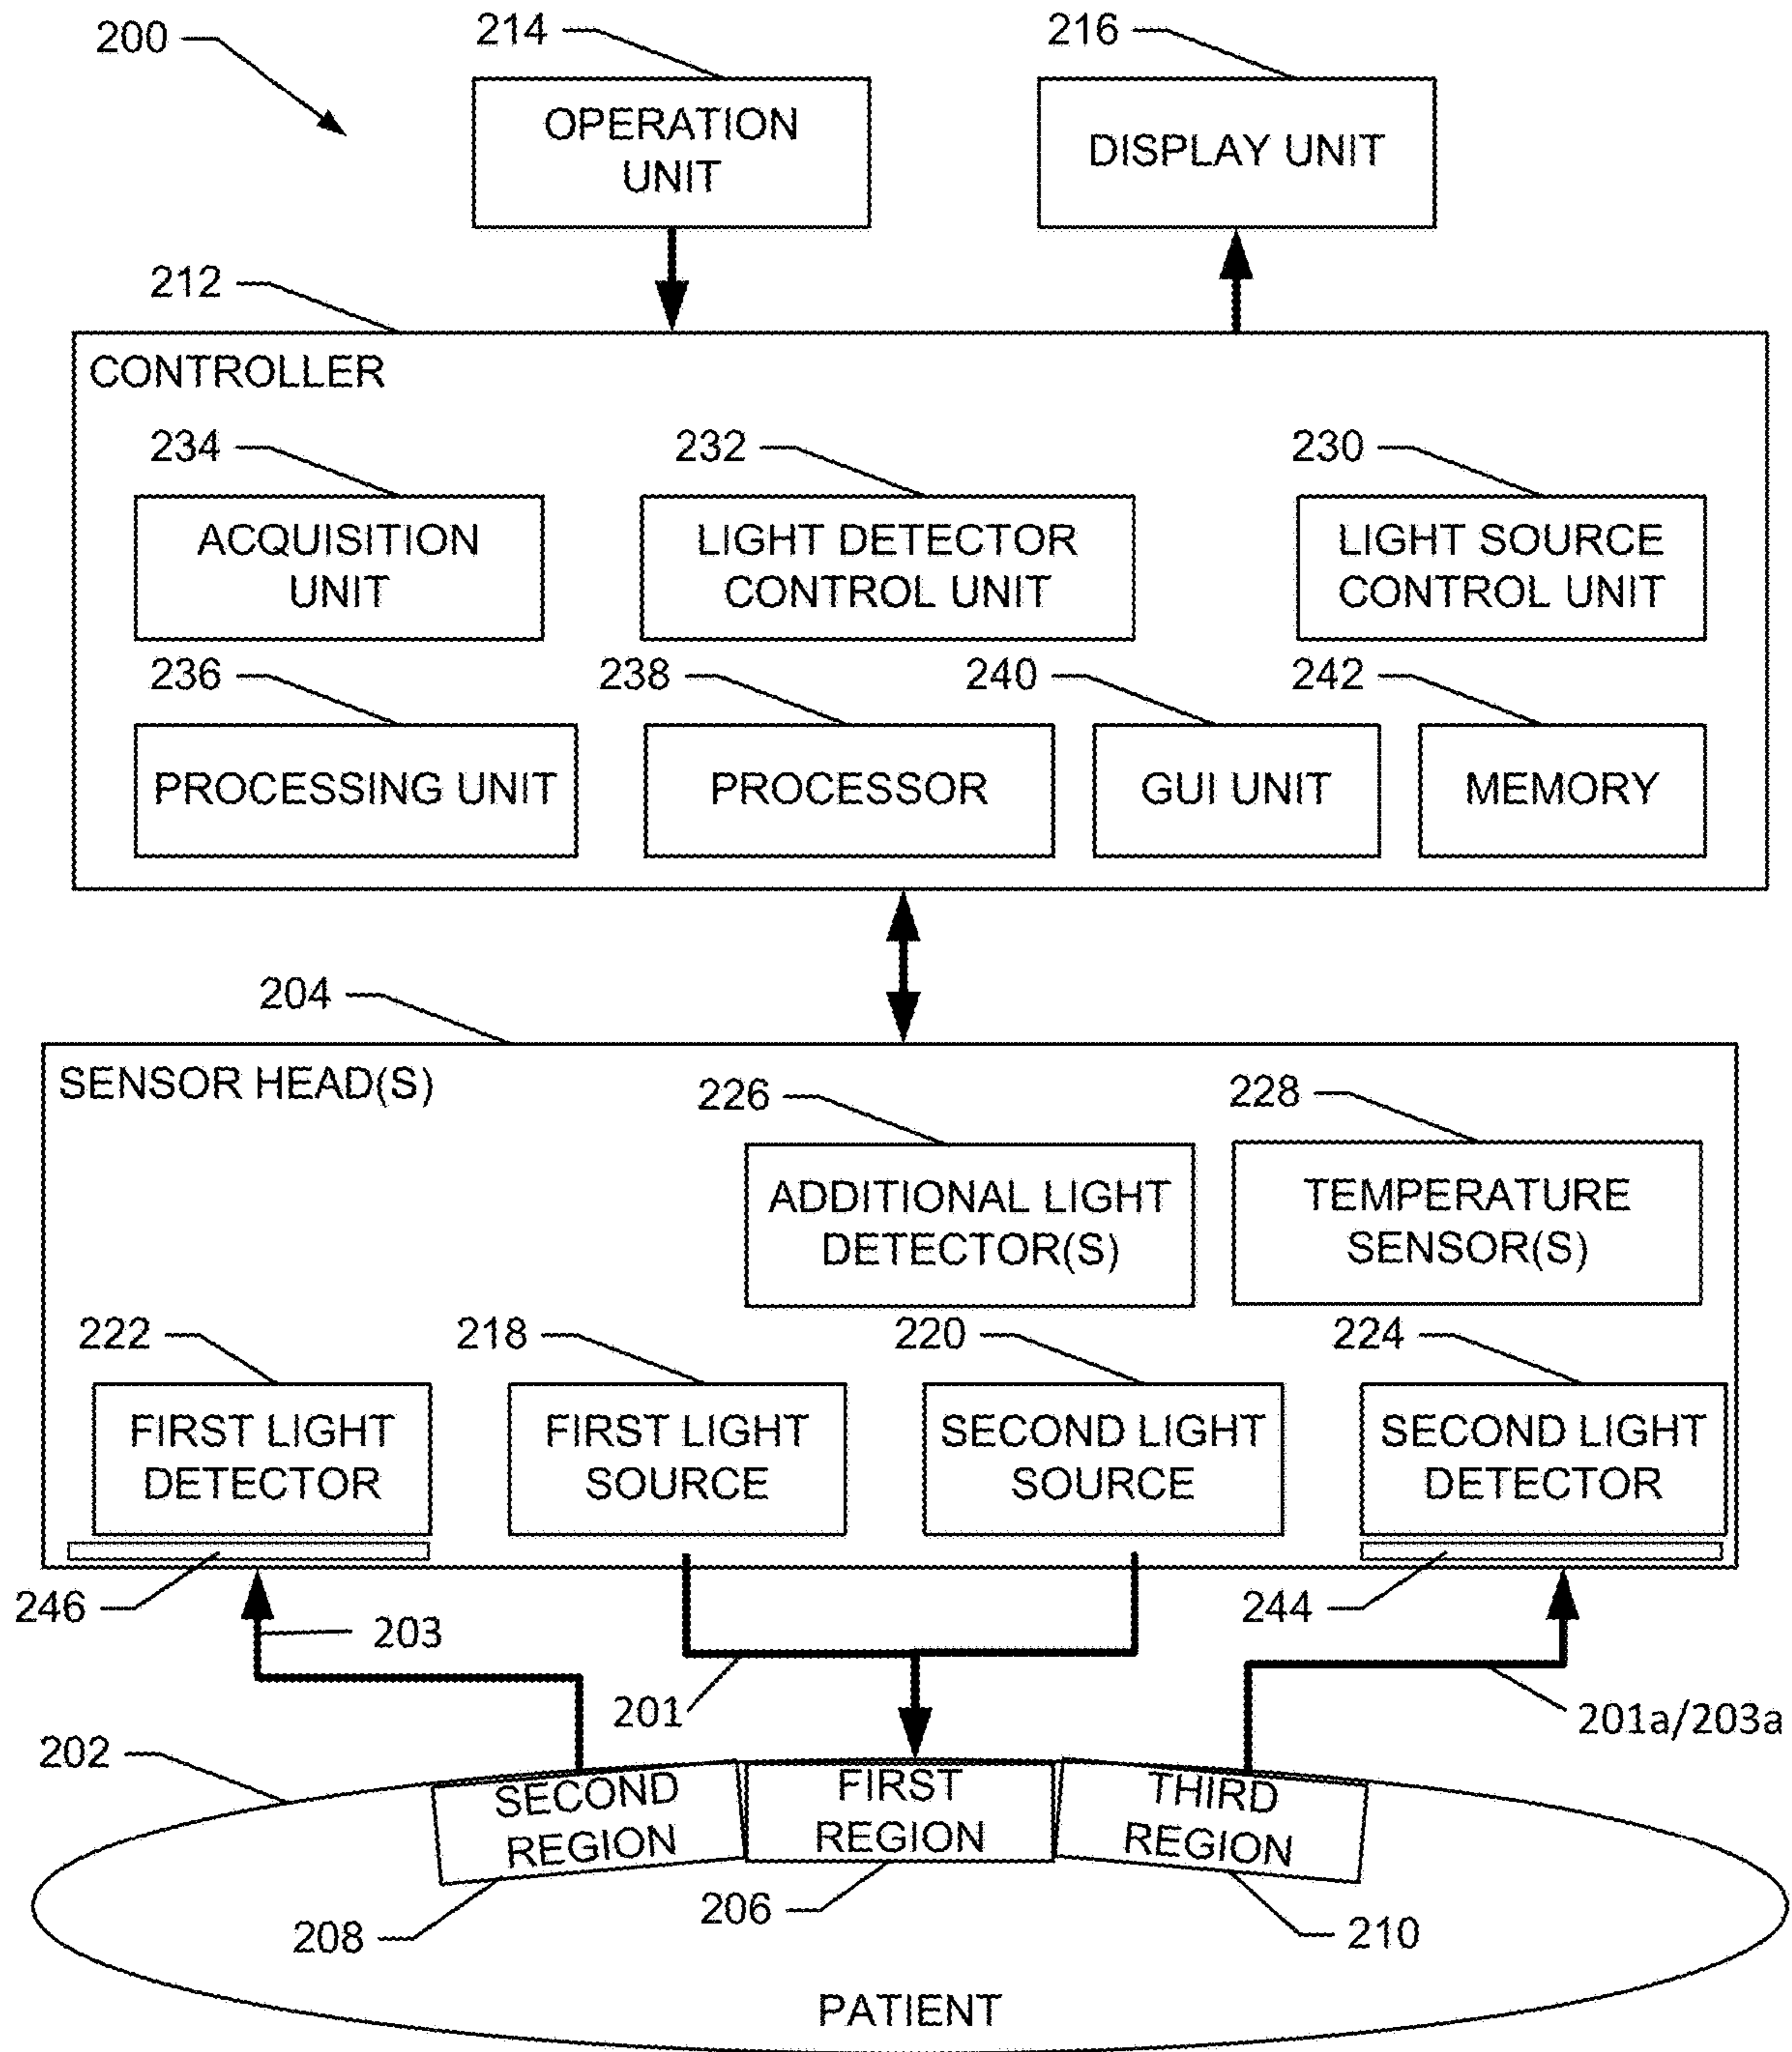 200
214
216
OPERATION
UNIT
DISPLAY UNIT
212
CONTROLLER
234
232
230
ACQUISITION
UNIT
LIGHT DETECTOR
CONTROL UNIT
LIGHT SOURCE
CONTROL UNIT
236
238
240
242
PROCESSING UNIT
PROCESSOR
GUI UNIT
MEMORY
204
SENSOR HEAD(S)
226
228
ADDITIONAL LIGHT
DETECTOR(S)
TEMPERATURE
SENSOR(S)
222
218
220
224
FIRST LIGHT
DETECTOR
FIRST LIGHT
SOURCE
SECOND LIGHT
SOURCE
SECOND LIGHT
DETECTOR
246
203
244
201
201a/203a
202
SECOND
REGION
FIRST
REGION
THIRD
REGION
208
206
210
PATIENT